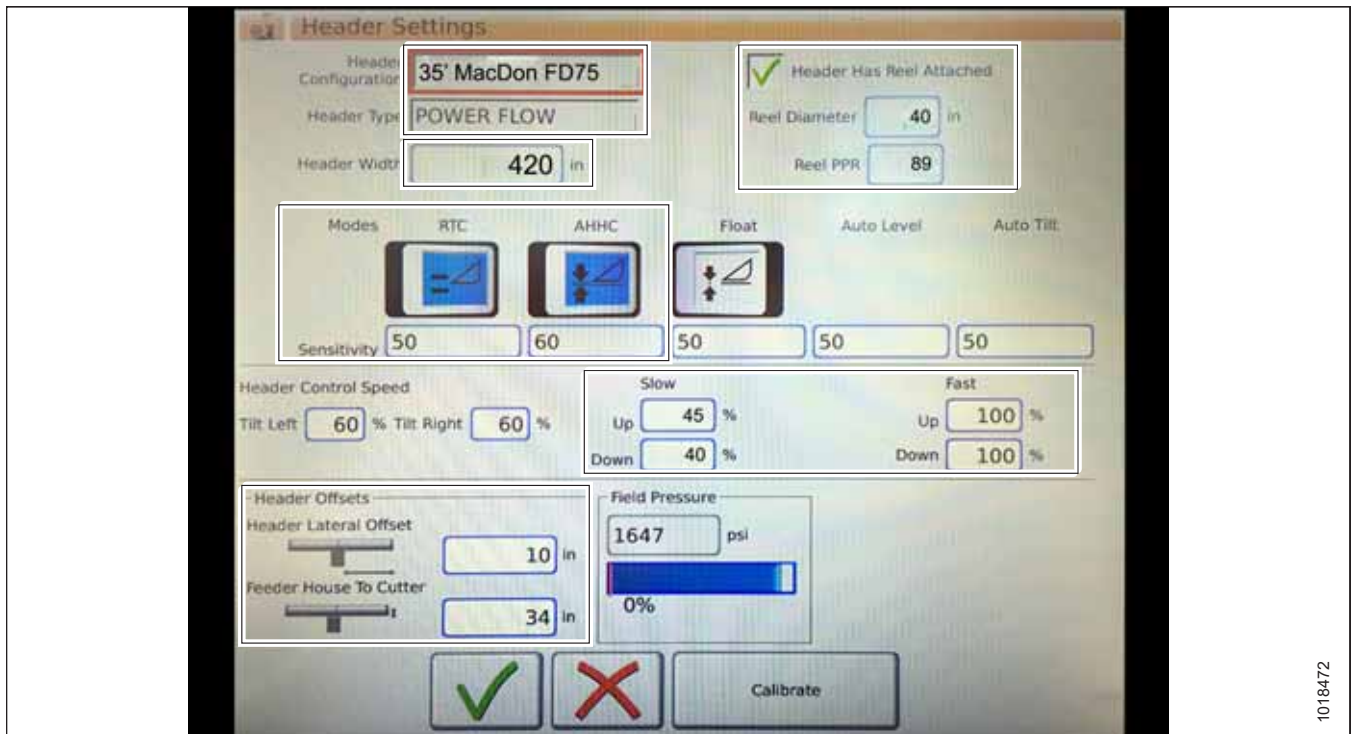 Header Settings
Header Configuration 35' MacDon FD75
Header Has Reel Attached
Header Type POWER FLOW
Reel Diameter 40 in
Header Width 420 in
Reel PPR 89
Modes RTC AHHC Float Auto Level Auto Tilt
Sensitivity 50 60 50 50 50
Header Control Speed
Slow Fast
Tilt Left 60 % Tilt Right 60 %
Up 45 % Up 100 %
Down 40 % Down 100 %
Header Offsets
Header Lateral Offset
10 in
Feeder House To Cutter
34 in
Field Pressure
1647 psi
0%
Calibrate
1018472